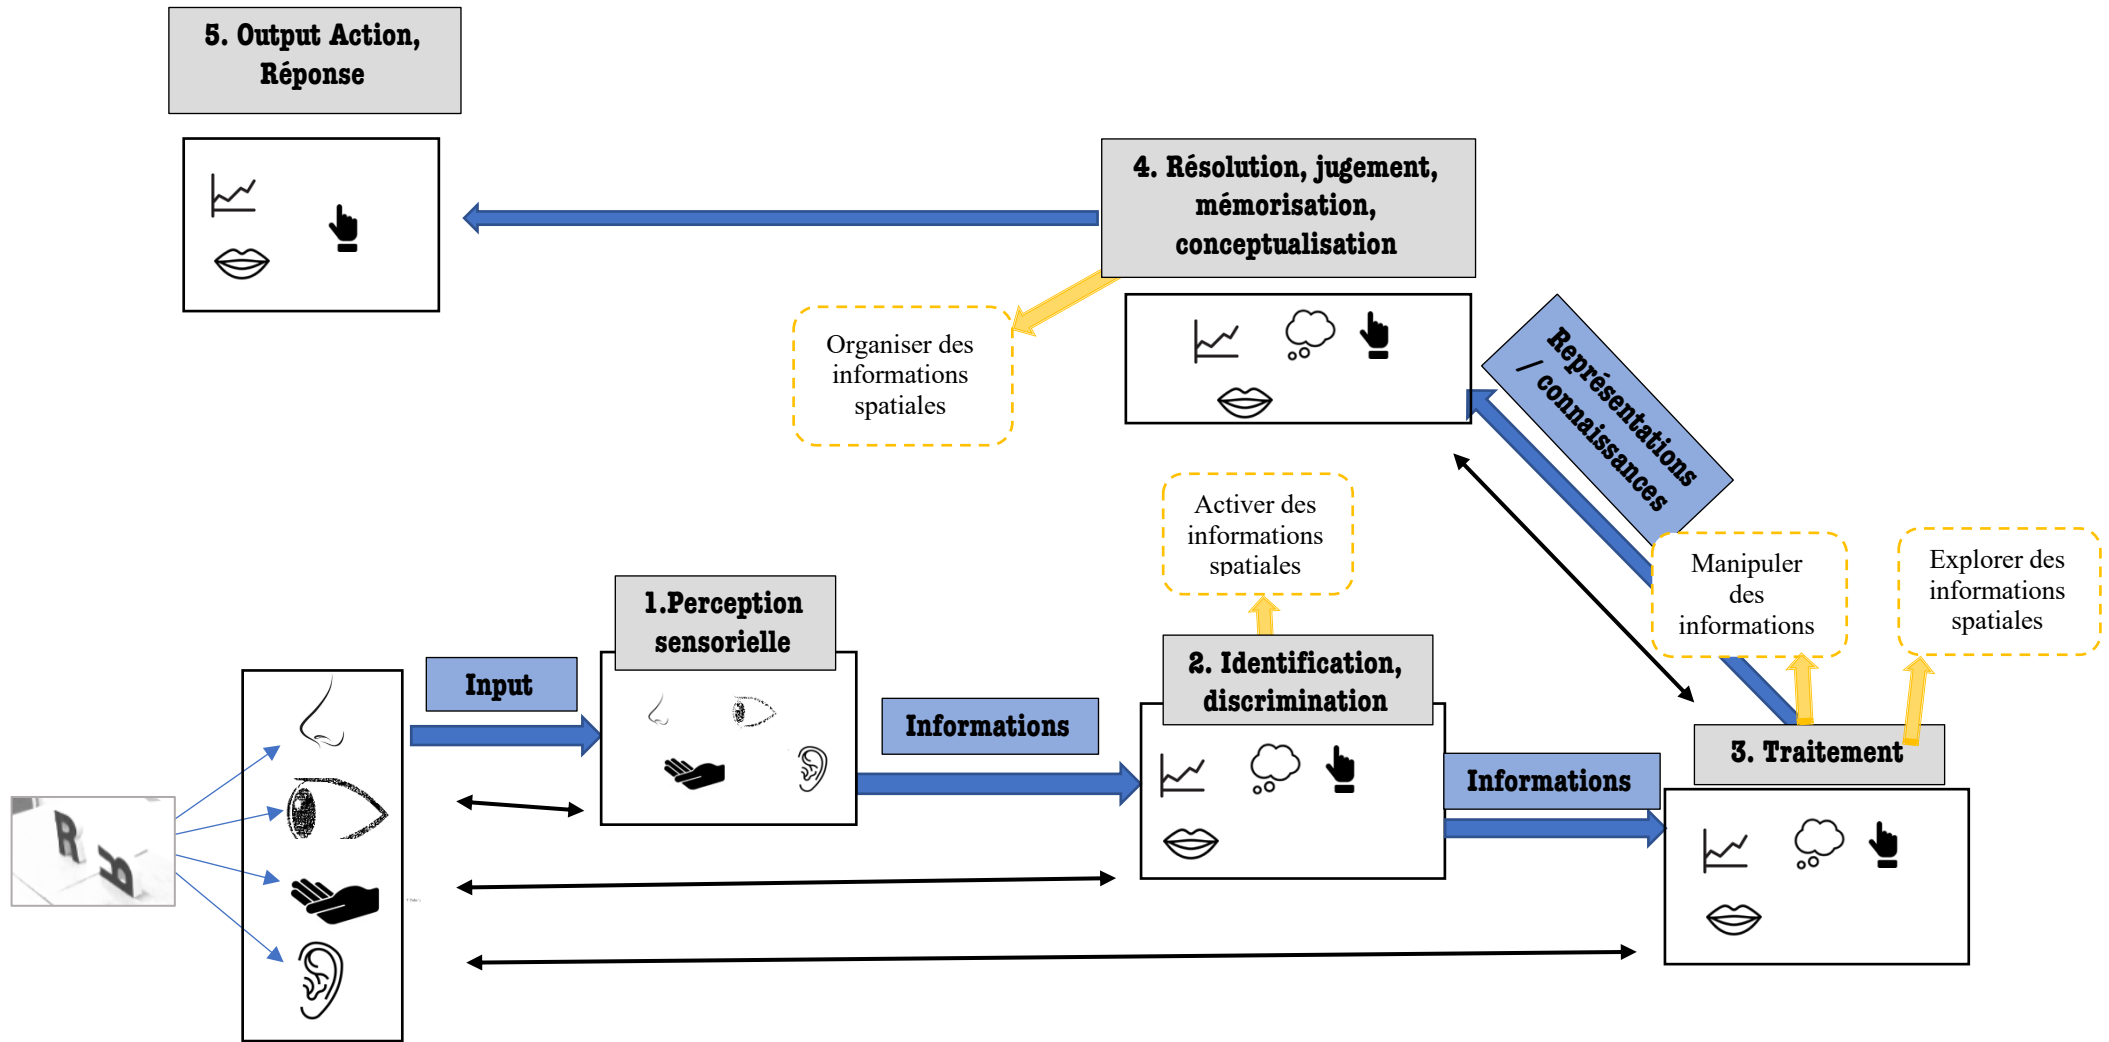 5. Output Action,
Réponse
4. Résolution, jugement,
mémorisation,
conceptualisation
Organiser des
informations
spatiales
Représentations
/ connaissances
Activer des
informations
spatiales
Manipuler
des
informations
Explorer des
informations
spatiales
1.Perception
sensorielle
Input
Informations
2. Identification,
discrimination
Informations
3. Traitement
R
R